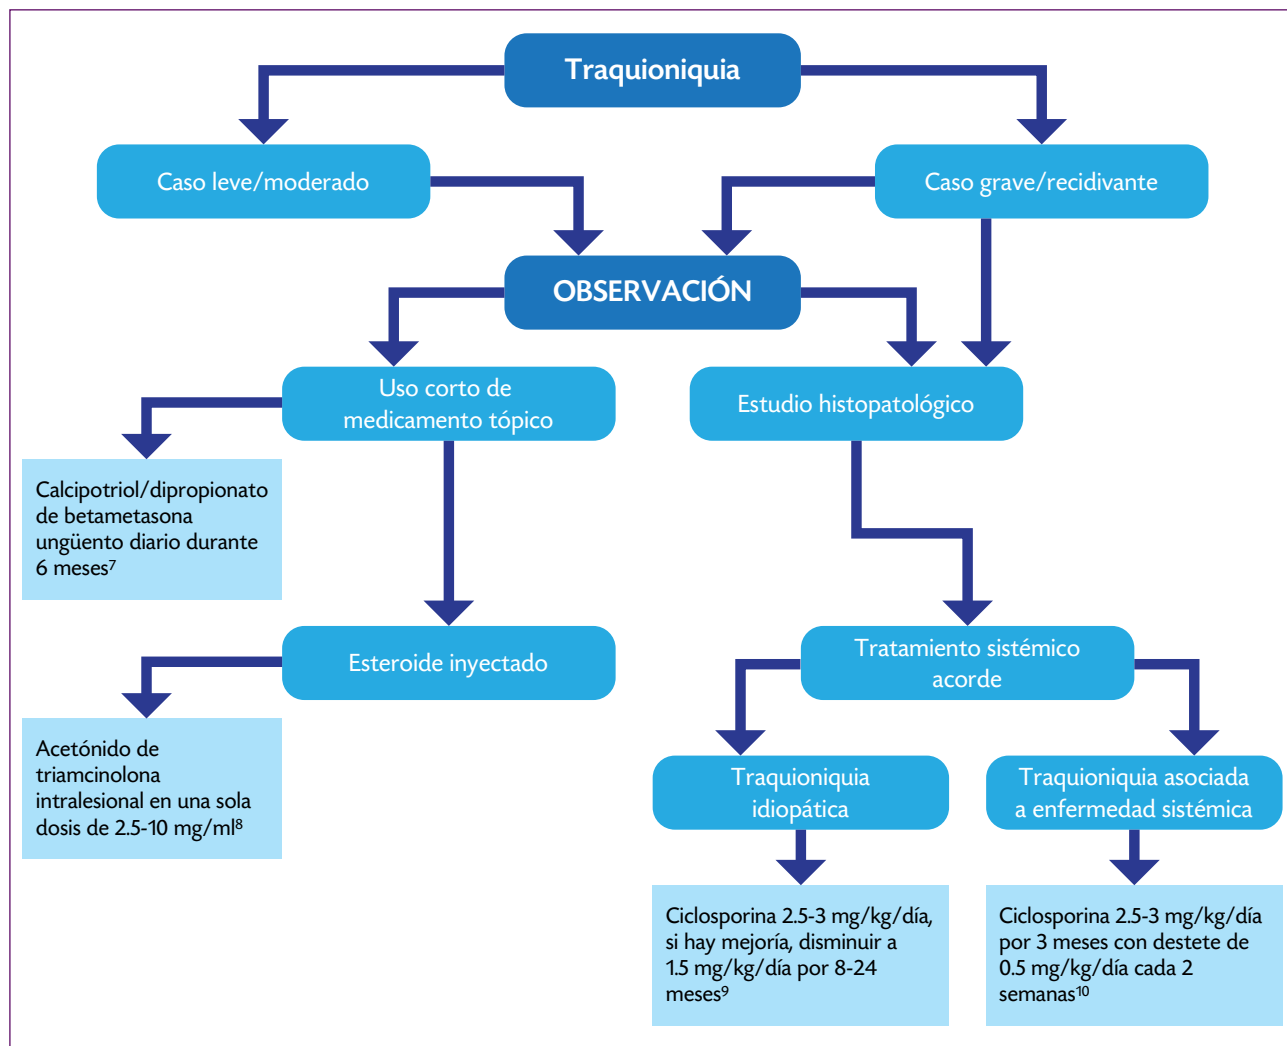 Traquioniquia
Caso leve/moderado
Caso grave/recidivante
OBSERVACIÓN
Uso corto de
medicamento tópico
Estudio histopatológico
Calcipotriol/dipropionato
de betametasona
ungüento diario durante
6 meses⁷
Esteroide inyectado
Tratamiento sistémico
acorde
Acetónido de
triamcinolona
intralesional en una sola
dosis de 2.5-10 mg/ml⁸
Traquioniquia
idiopática
Traquioniquia asociada
a enfermedad sistémica
Ciclosporina 2.5-3 mg/kg/día,
si hay mejoría, disminuir a
1.5 mg/kg/día por 8-24
meses⁹
Ciclosporina 2.5-3 mg/kg/día
por 3 meses con destete de
0.5 mg/kg/día cada 2
semanas¹⁰